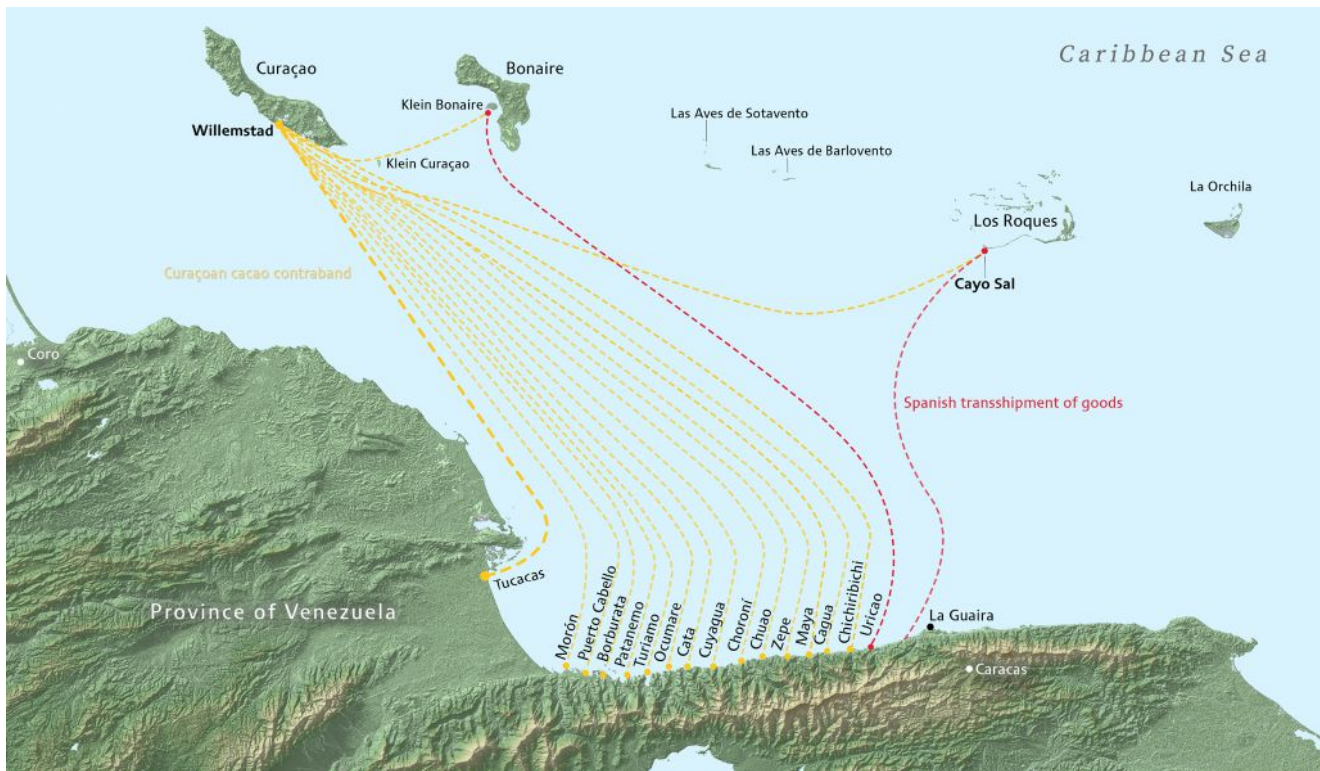 Caribbean Sea
Curaçao
Bonaire
Klein Bonaire
Las Aves de Sotavento
Willemstad
Las Aves de Barlovento
Klein Curaçao
La Orchila
Los Roques
Curaçoan cacao contraband
Cayo Sal
Coro
Spanish transshipment of goods
Tucacas
Province of Venezuela
Morón
Puerto Cabello
Borburata
Patanemo
Turiamo
Ocumare
Cata
Cuyagua
Choroní
Chuao
Zepe
Maya
Cagua
Chichiribichi
Uricao
La Guaira
Caracas